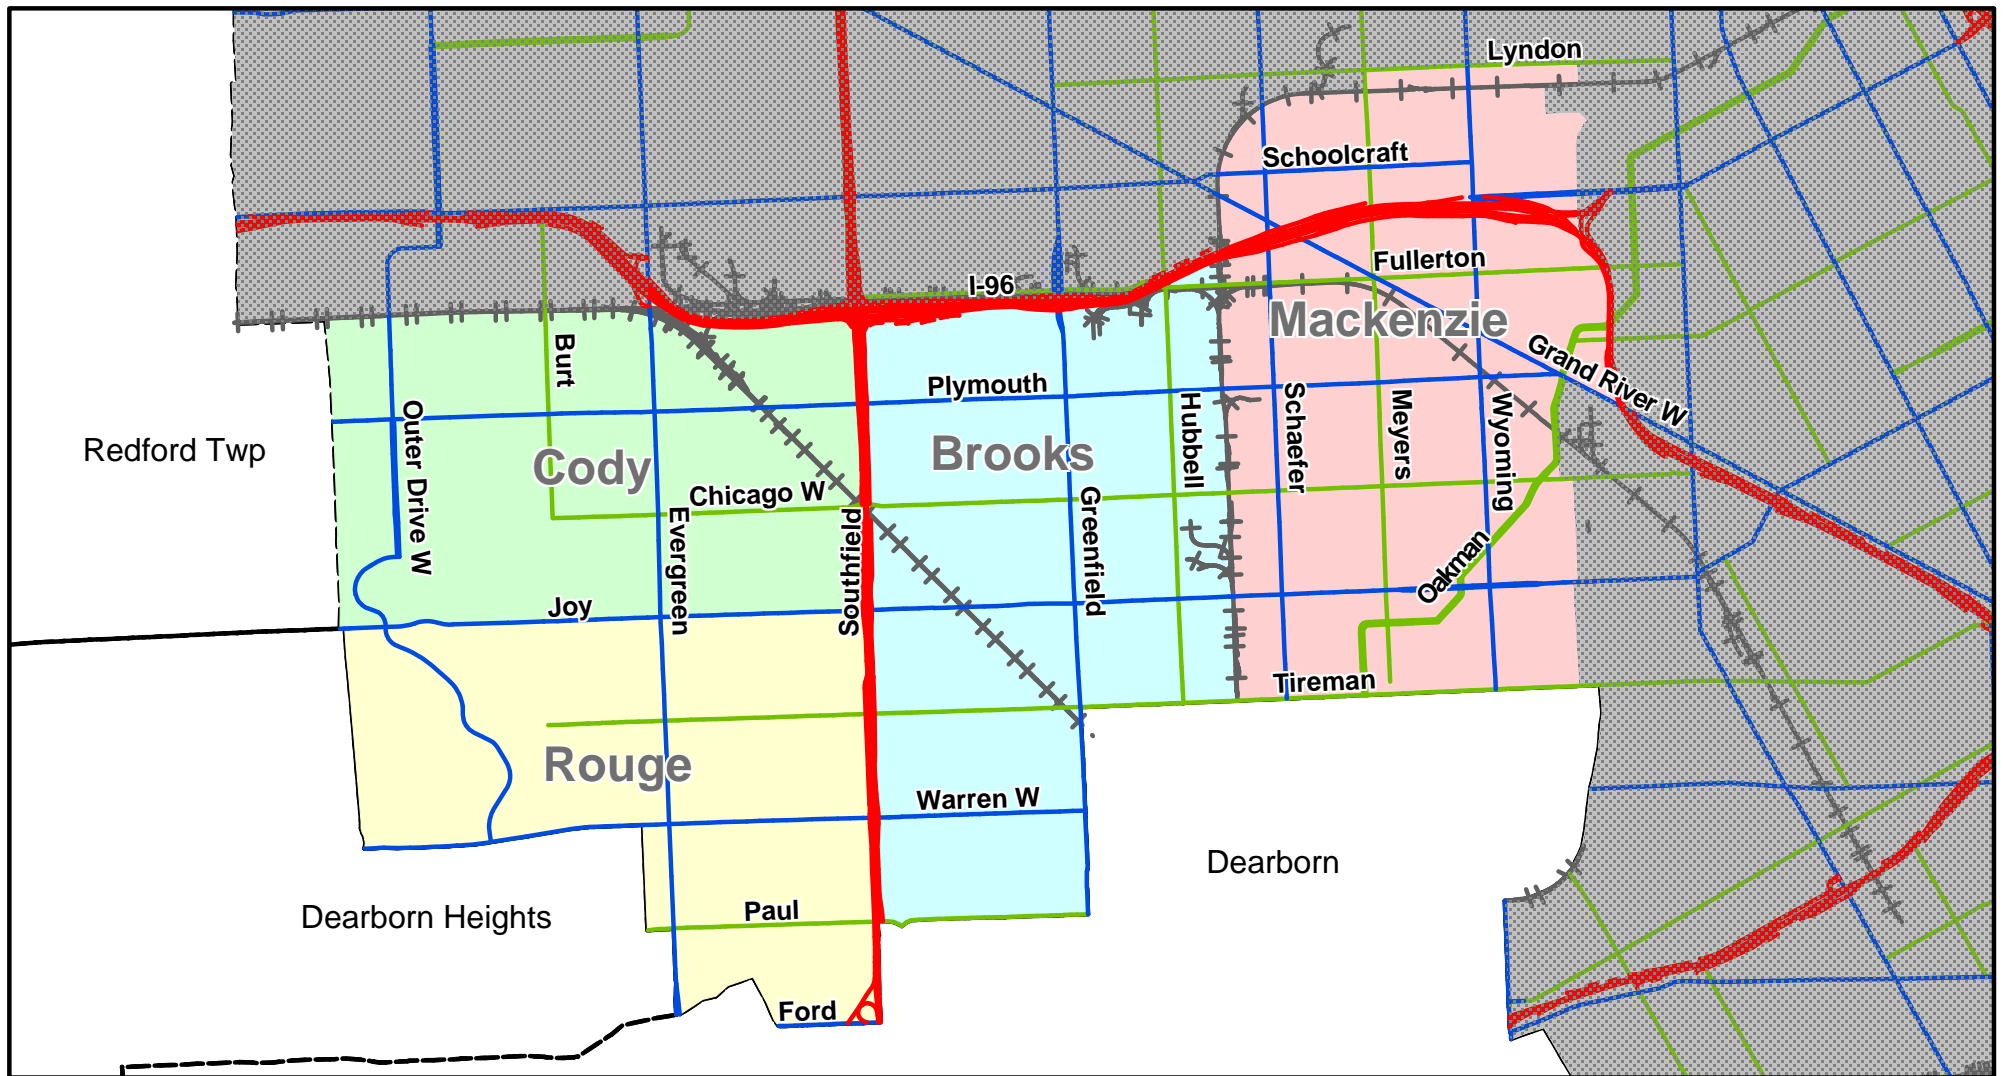 Lyndon
Schoolcraft
Fullerton
I-96
Mackenzie
Burt
Plymouth
Grand River W
Outer Drive W
Hubbell
Schaefer
Meyers
Wyoming
Redford Twp
Cody
Brooks
Chicago W
Evergreen
Southfield
Greenfield
Oakman
Joy
Tireman
Rouge
Warren W
Dearborn
Dearborn Heights
Paul
Ford